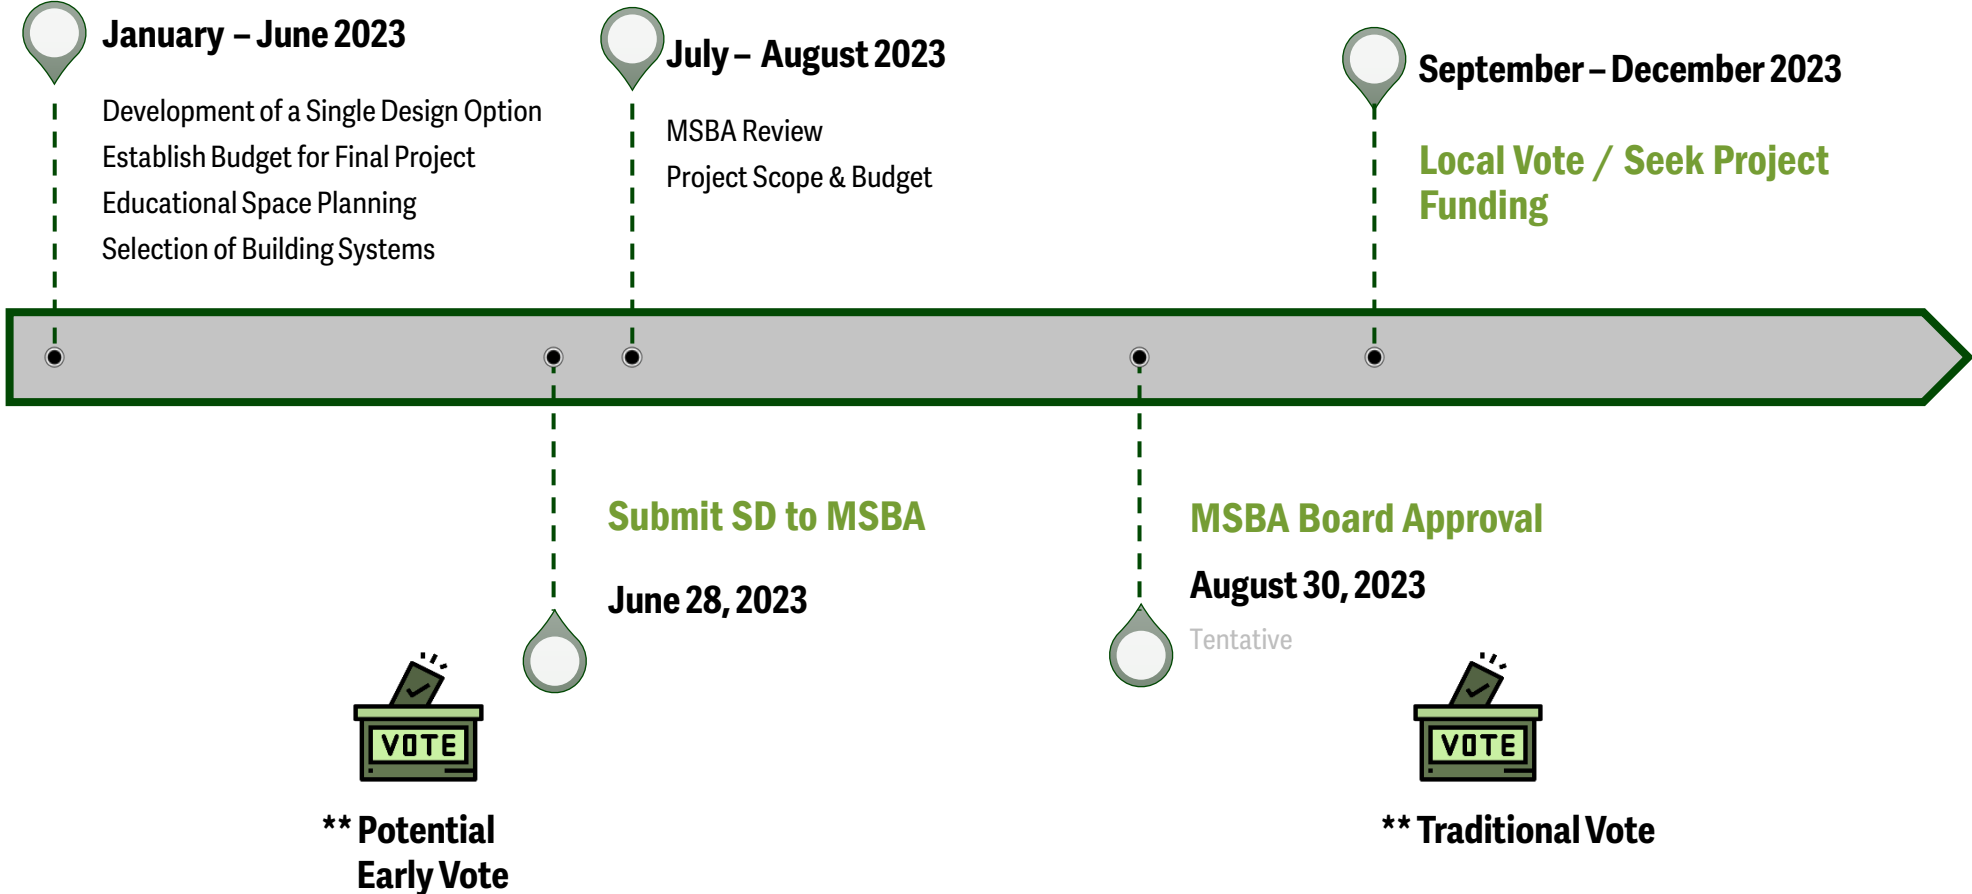 January – June 2023
Development of a Single Design Option
Establish Budget for Final Project
Educational Space Planning
Selection of Building Systems
July – August 2023
MSBA Review
Project Scope & Budget
September – December 2023
Local Vote / Seek Project
Funding
Submit SD to MSBA
June 28, 2023
MSBA Board Approval
August 30, 2023
Tentative
VOTE
** Potential
Early Vote
VOTE
** Traditional Vote